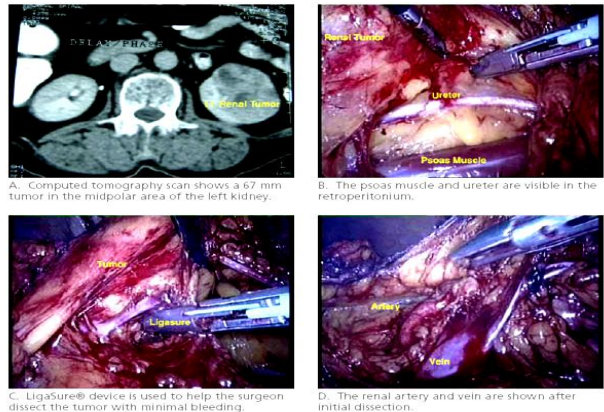 DELAY PHASE
Lt Renal Tumor
A. Computed tomography scan shows a 67 mm
tumor in the midpolar area of the left kidney.
Renal Tumor
Ureter
Psoas Muscle
B. The psoas muscle and ureter are visible in the
retroperitonium.
Tumor
Ligasure
C. LigaSure® device is used to help the surgeon
dissect the tumor with minimal bleeding.
Artery
Vein
D. The renal artery and vein are shown after
initial dissection.